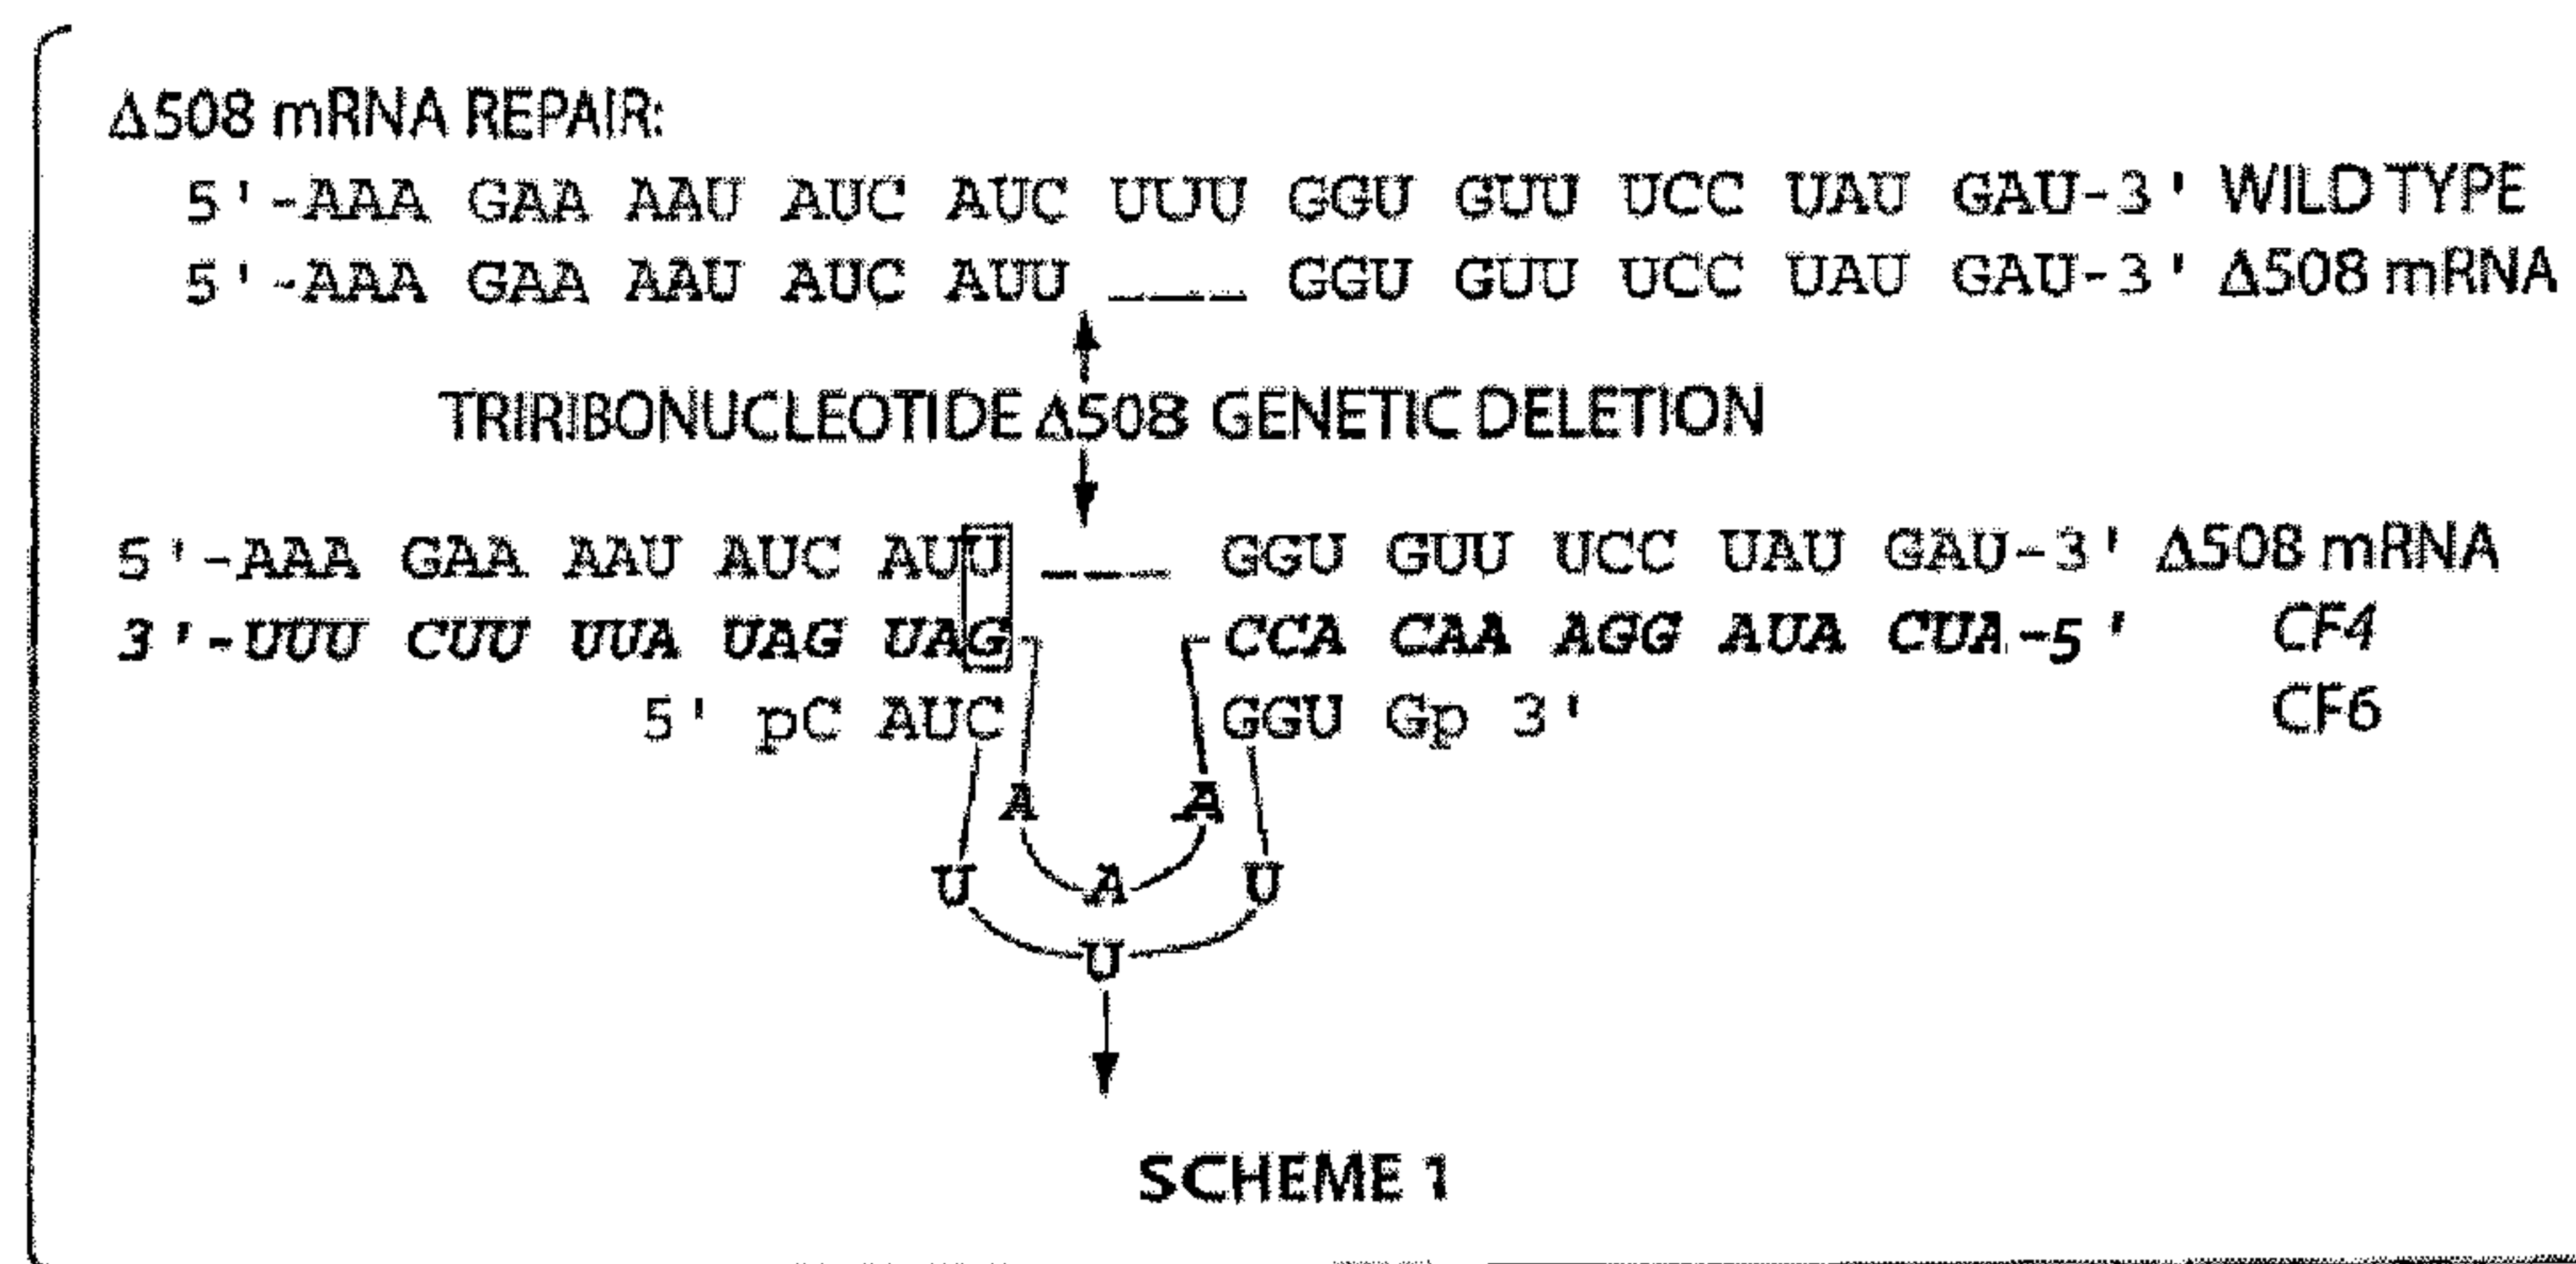 Δ508 mRNA REPAIR:
5'-AAA GAA AAU AUC AUC UUU GGU GUU UCC UAU GAU-3' WILD TYPE
5'-AAA GAA AAU AUC AUU ___ GGU GUU UCC UAU GAU-3' Δ508 mRNA
TRIRIBONUCLEOTIDE Δ508 GENETIC DELETION
5'-AAA GAA AAU AUC AUU ___ GGU GUU UCC UAU GAU-3' Δ508 mRNA
3'-UUU CUU UUA UAG UAG CCA CAA AGG AUA CUA-5' CF4
5' pC AUC GGU Gp 3' CF6
A A
U A U
U
SCHEME 1